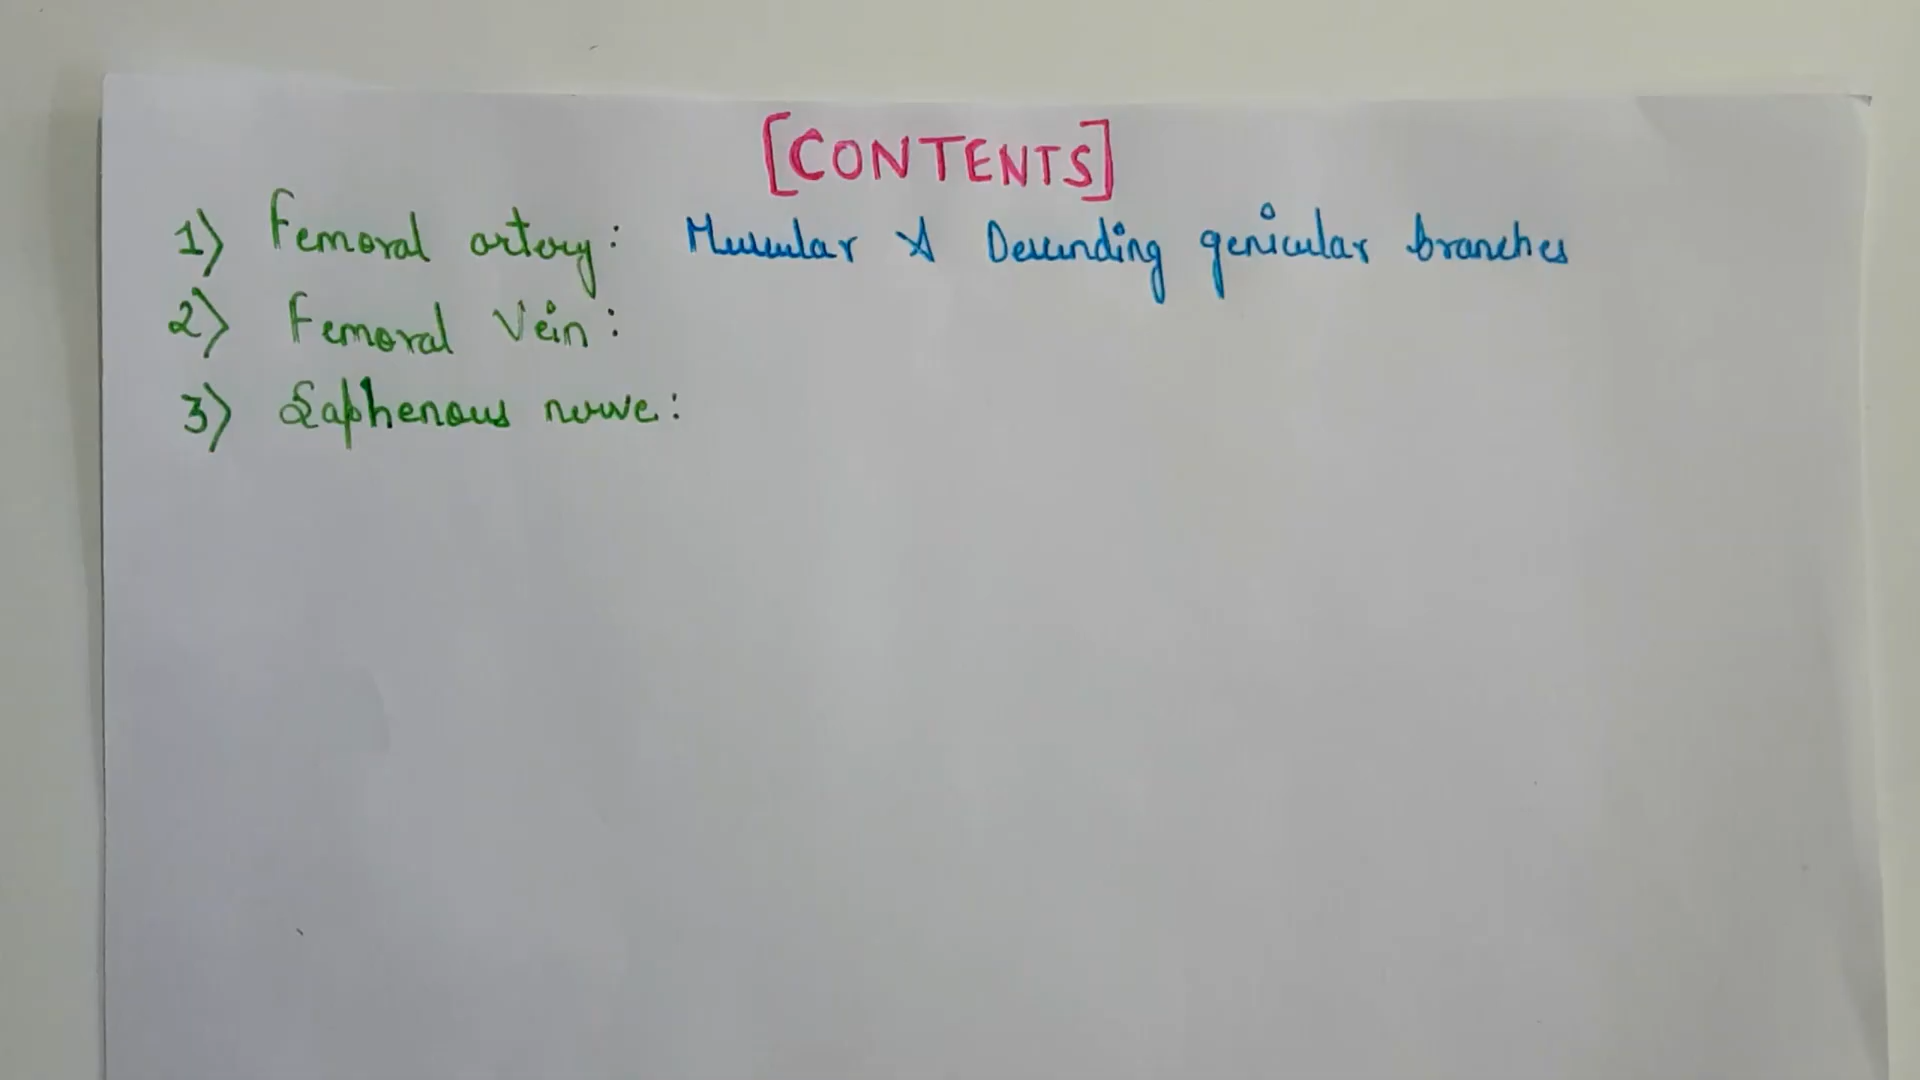 [CONTENTS]
1) Femoral artery: Muscular & Descending genicular branches
2) Femoral Vein:
3) Saphenous nerve: